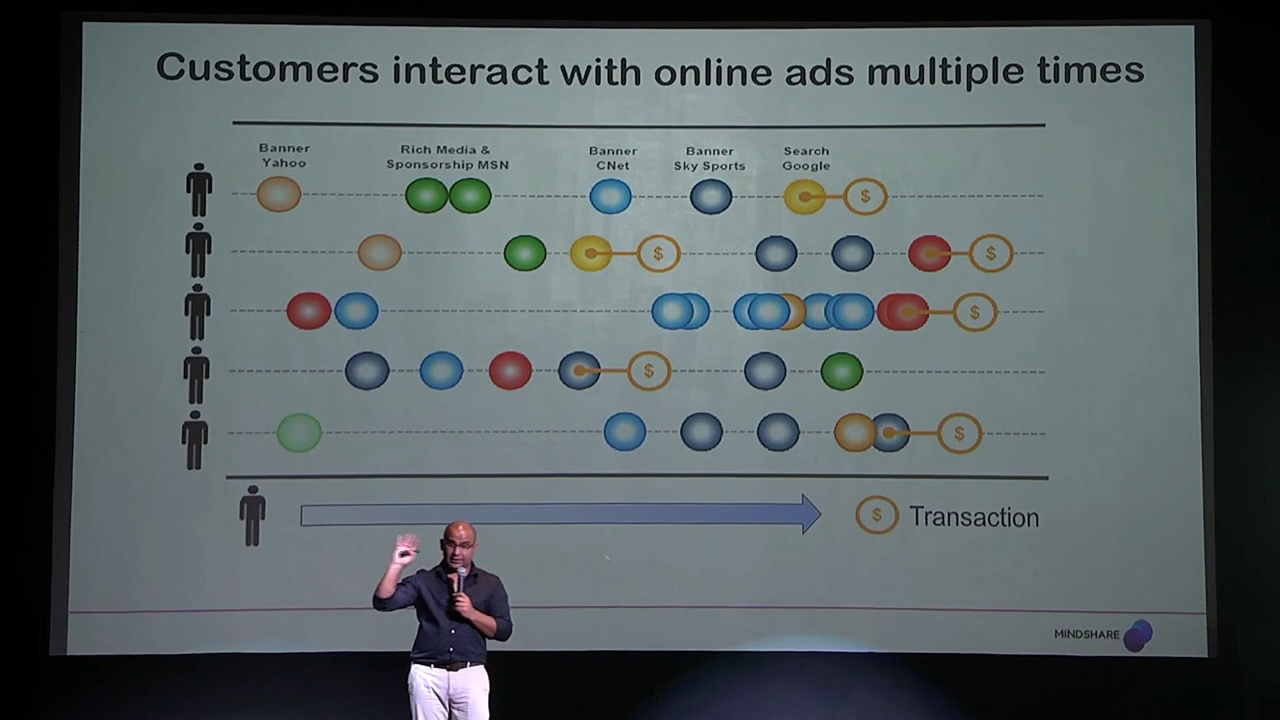 Customers interact with online ads multiple times
Banner
Yahoo
Rich Media &
Sponsorship MSN
Banner
CNet
Banner
Sky Sports
Search
Google
$
$
$
$
$
$
$ Transaction
MINDSHARE